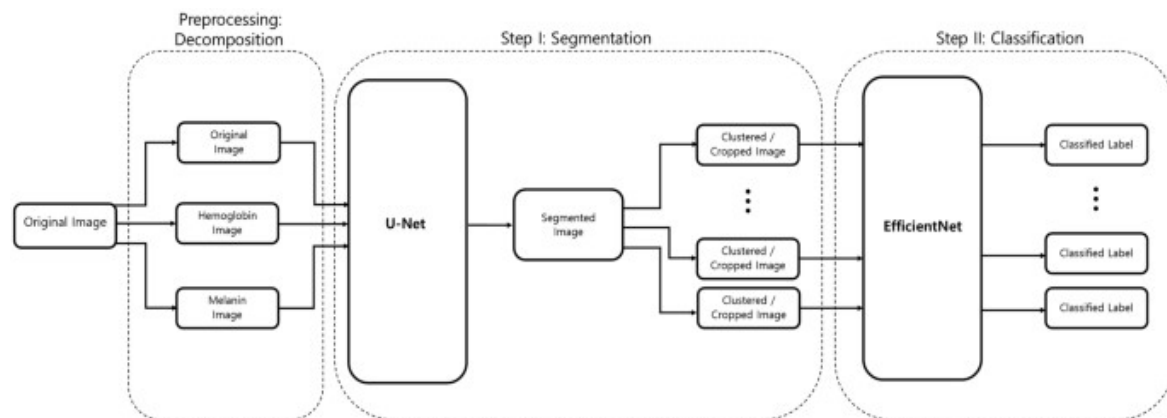 Preprocessing:
Decomposition
Step I: Segmentation
Step II: Classification
Original Image
Original
Image
Hemoglobin
Image
Melanin
Image
U-Net
Segmented
Image
Clustered /
Cropped Image
Clustered /
Cropped Image
Clustered /
Cropped Image
EfficientNet
Classified Label
Classified Label
Classified Label